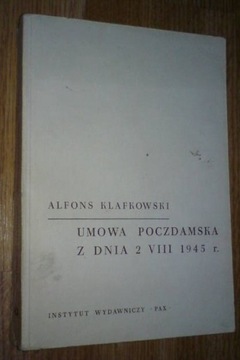 ALFONS KLAFKOWSKI
UMOWA POCZDAMSKA
Z DNIA 2 VIII 1945 r.
INSTYTUT WYDAWNICZY · PAX ·